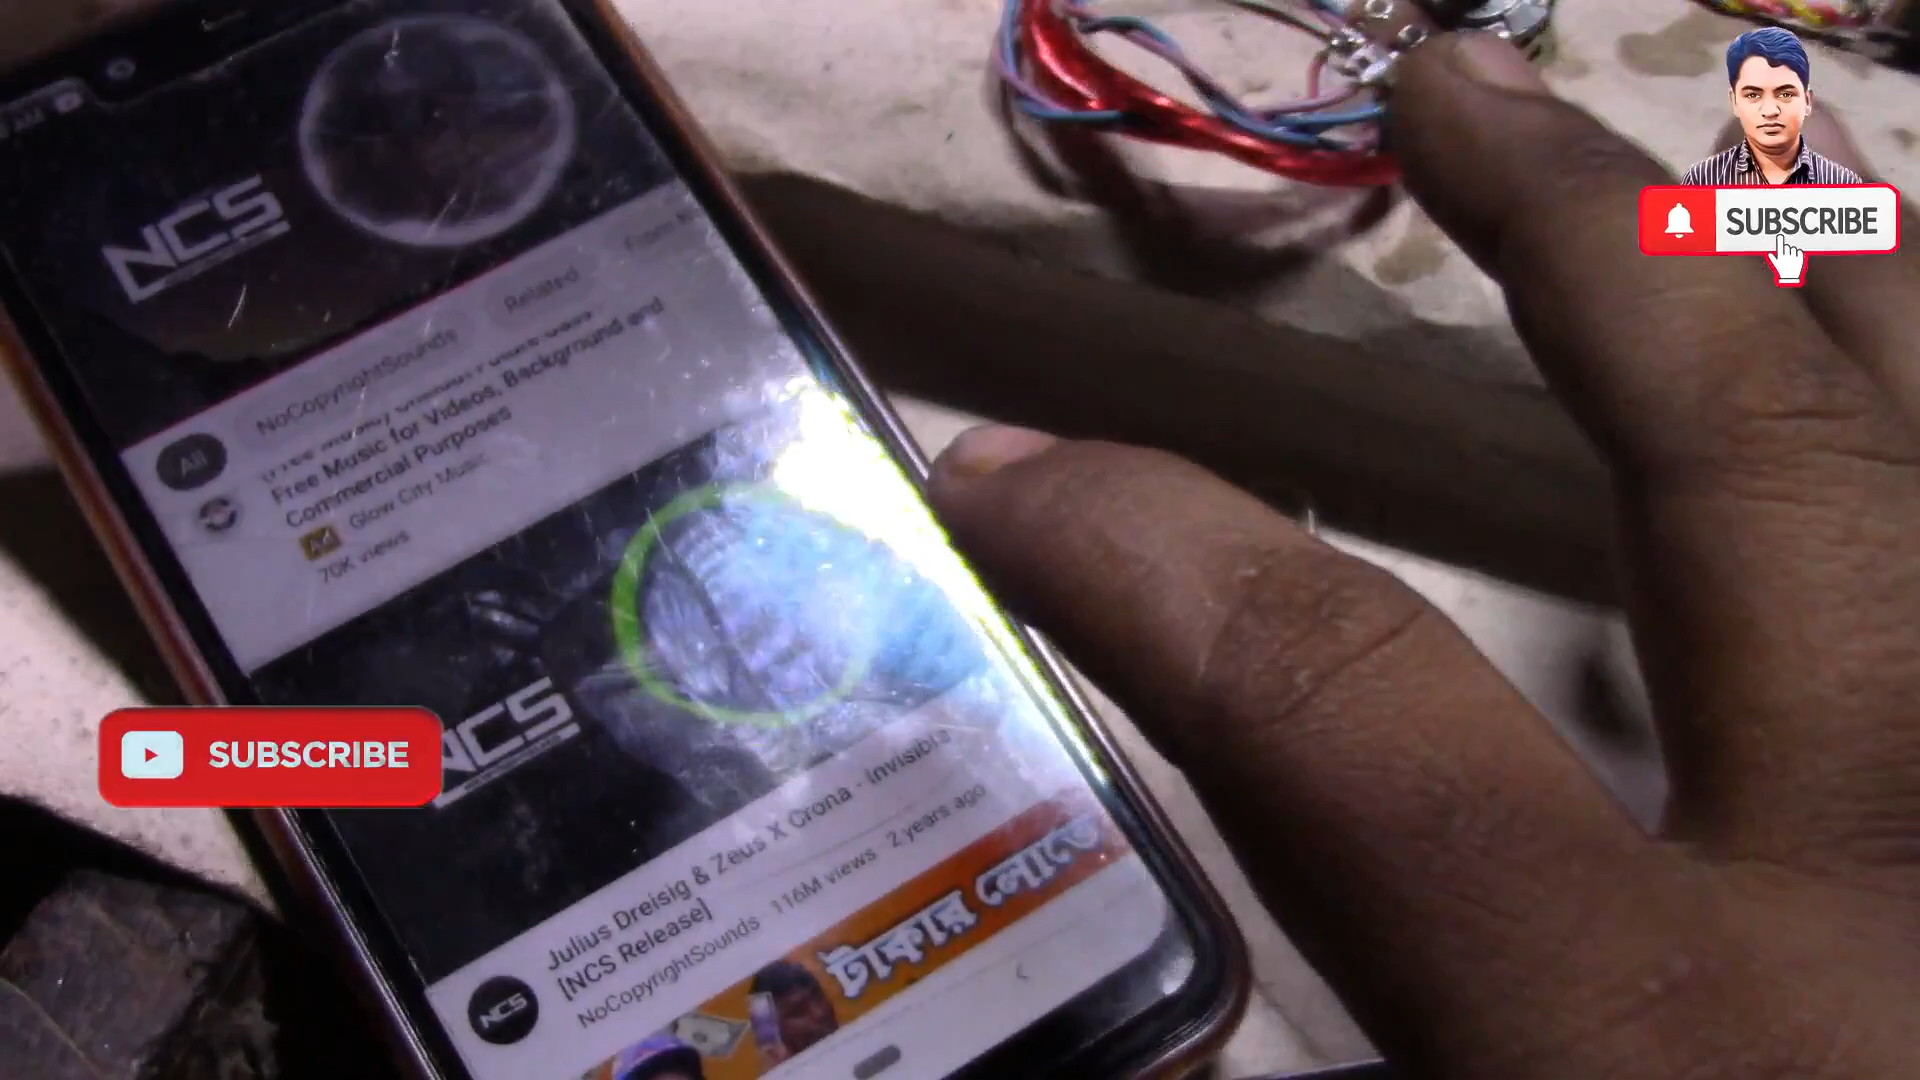 SUBSCRIBE
NCS
Related
NoCopyrightSounds
All
Free Music for Videos, Background and
Commercial Purposes
Glow City Music
70K views
NCS
SUBSCRIBE
Julius Dreisig & Zeus X Crona - Invisible
[NCS Release]
NoCopyrightSounds 116M views 2 years ago
NCS
টাকার লোভে